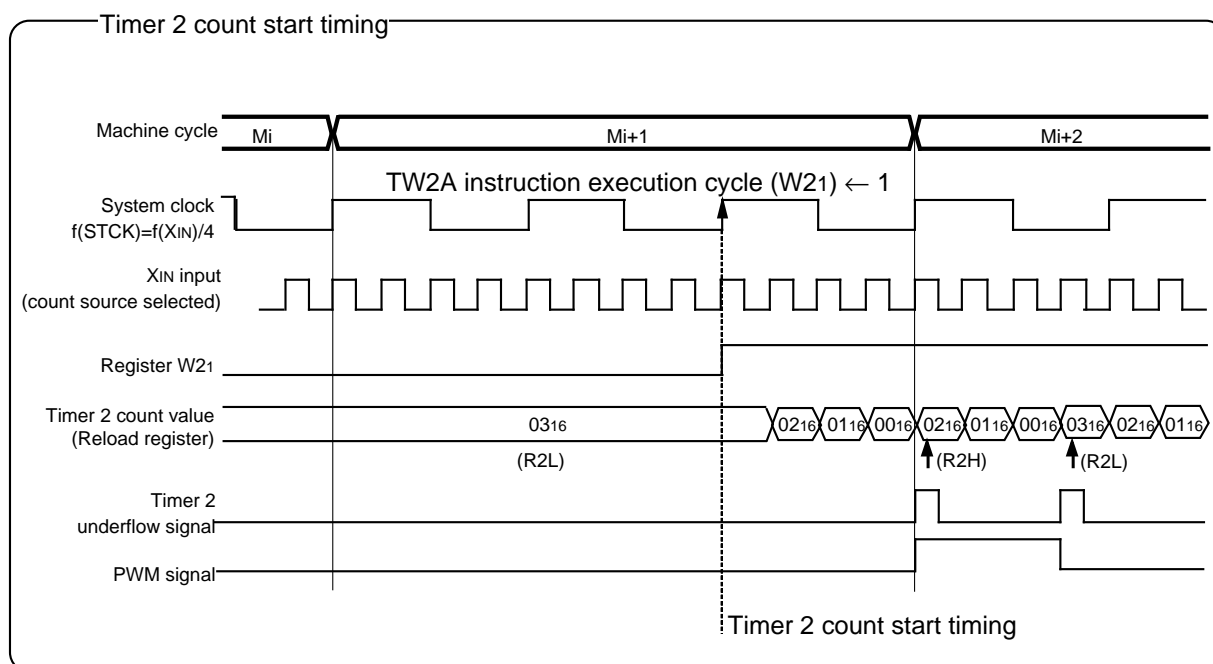 Timer 2 count start timing
Machine cycle Mi Mi+1 Mi+2
TW2A instruction execution cycle (W21) ← 1
System clock
f(STCK)=f(XIN)/4
XIN input
(count source selected)
Register W21
Timer 2 count value
(Reload register)
0316 0216 0116 0016 0216 0116 0016 0316 0216 0116
(R2L) (R2H) (R2L)
Timer 2
underflow signal
PWM signal
Timer 2 count start timing